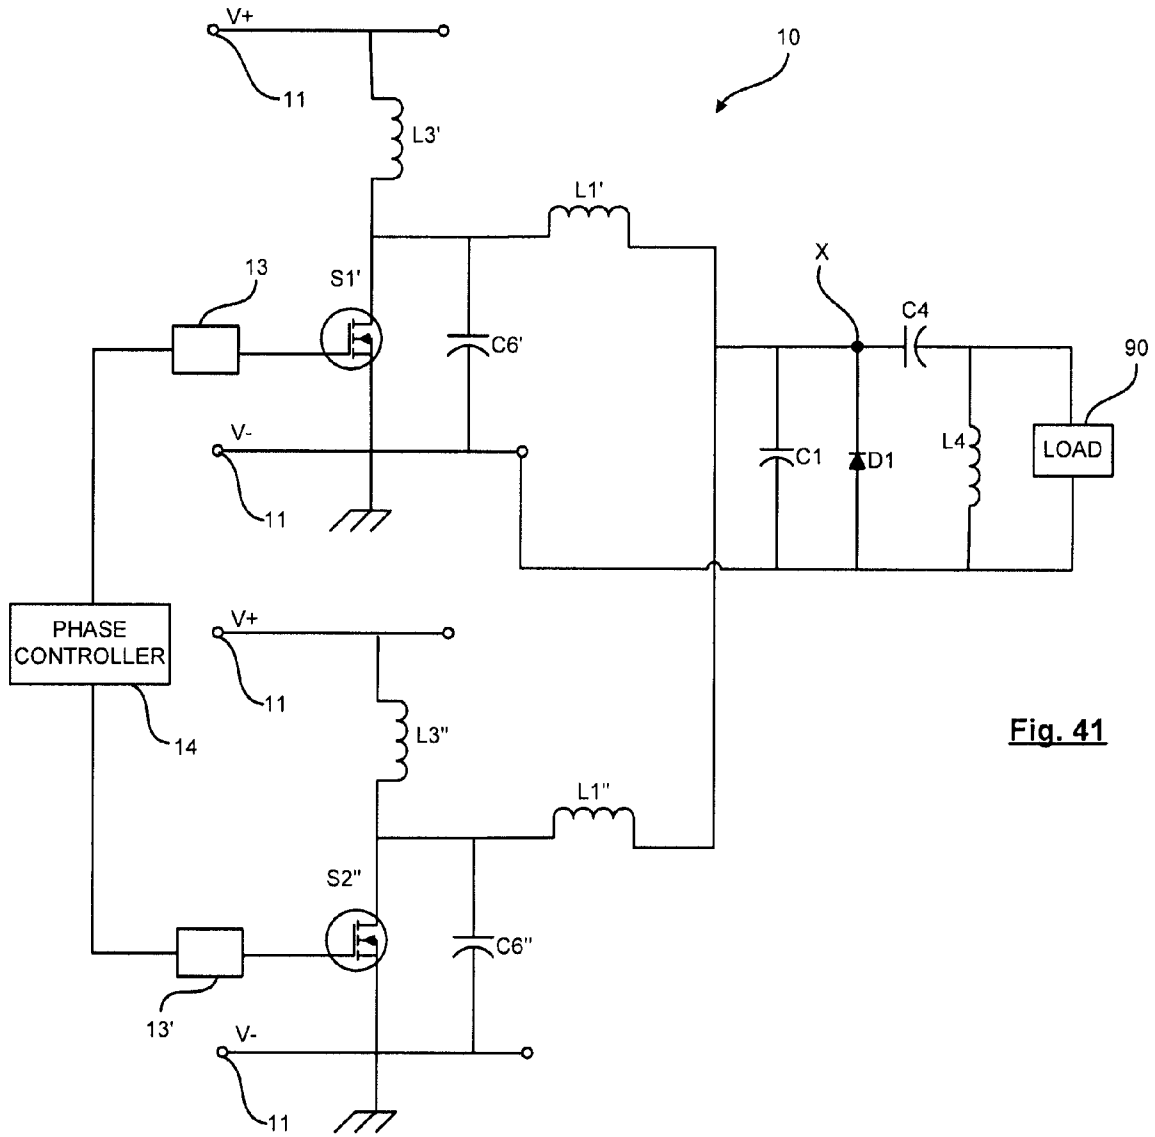 V+
10
11
L3'
L1'
X
13
S1'
C4
C6'
90
V-
L4
LOAD
C1
D1
11
V+
PHASE
CONTROLLER
11
L3"
Fig. 41
14
L1"
S2"
C6"
13'
V-
11